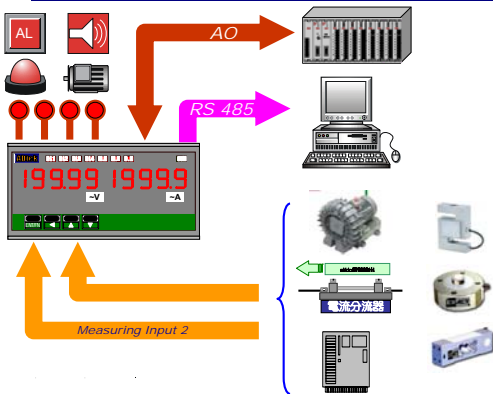 AL
AO
RS 485
199.99 1999.9
~V
~A
電流分流器
Measuring Input 2